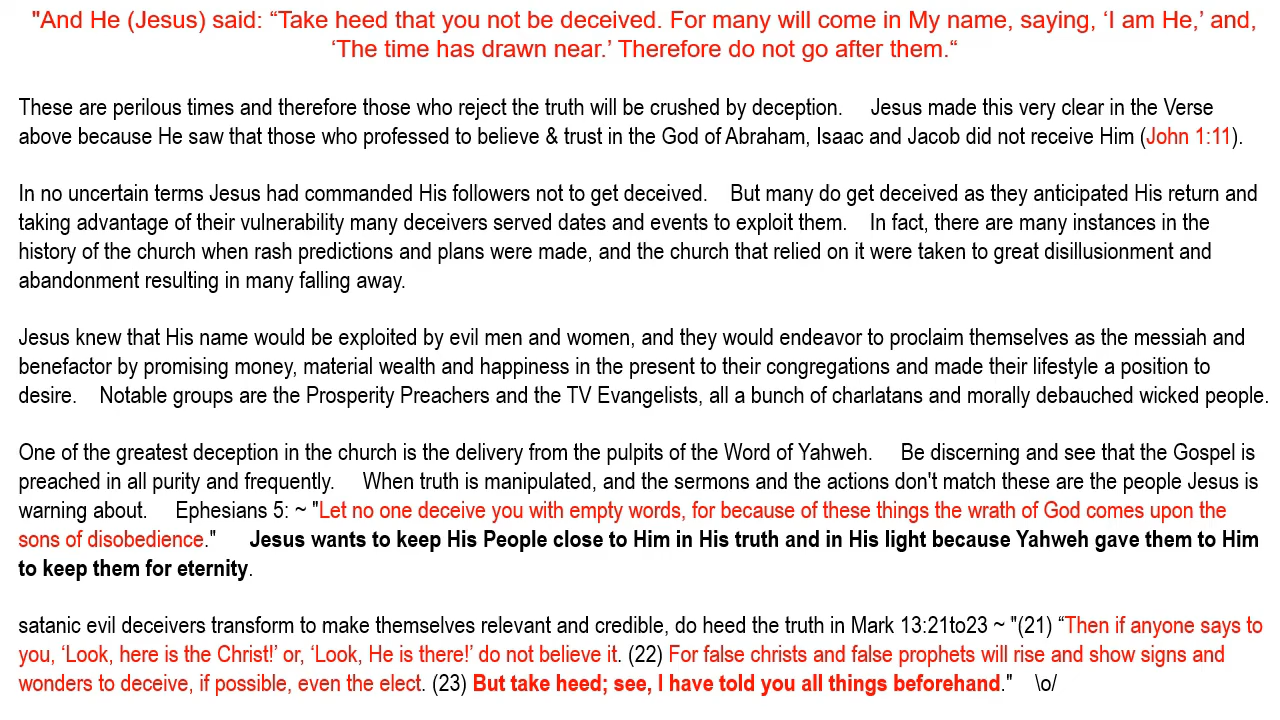 "And He (Jesus) said: “Take heed that you not be deceived. For many will come in My name, saying, ‘I am He,’ and,
‘The time has drawn near.’ Therefore do not go after them.“
These are perilous times and therefore those who reject the truth will be crushed by deception. Jesus made this very clear in the Verse
above because He saw that those who professed to believe & trust in the God of Abraham, Isaac and Jacob did not receive Him (John 1:11).
In no uncertain terms Jesus had commanded His followers not to get deceived. But many do get deceived as they anticipated His return and
taking advantage of their vulnerability many deceivers served dates and events to exploit them. In fact, there are many instances in the
history of the church when rash predictions and plans were made, and the church that relied on it were taken to great disillusionment and
abandonment resulting in many falling away.
Jesus knew that His name would be exploited by evil men and women, and they would endeavor to proclaim themselves as the messiah and
benefactor by promising money, material wealth and happiness in the present to their congregations and made their lifestyle a position to
desire. Notable groups are the Prosperity Preachers and the TV Evangelists, all a bunch of charlatans and morally debauched wicked people.
One of the greatest deception in the church is the delivery from the pulpits of the Word of Yahweh. Be discerning and see that the Gospel is
preached in all purity and frequently. When truth is manipulated, and the sermons and the actions don't match these are the people Jesus is
warning about. Ephesians 5: ~ "Let no one deceive you with empty words, for because of these things the wrath of God comes upon the
sons of disobedience." Jesus wants to keep His People close to Him in His truth and in His light because Yahweh gave them to Him
to keep them for eternity.
satanic evil deceivers transform to make themselves relevant and credible, do heed the truth in Mark 13:21to23 ~ "(21) “Then if anyone says to
you, ‘Look, here is the Christ!’ or, ‘Look, He is there!’ do not believe it. (22) For false christs and false prophets will rise and show signs and
wonders to deceive, if possible, even the elect. (23) But take heed; see, I have told you all things beforehand." \o/